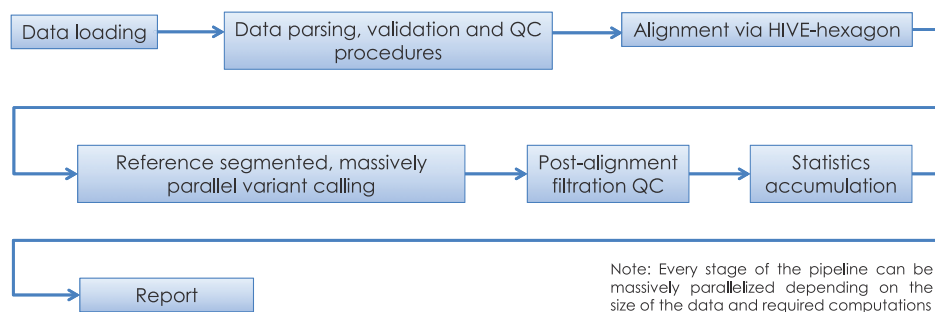 Data loading
Data parsing, validation and QC
procedures
Alignment via HIVE-hexagon
Reference segmented, massively
parallel variant calling
Post-alignment
filtration QC
Statistics
accumulation
Report
Note: Every stage of the pipeline can be
massively parallelized depending on the
size of the data and required computations